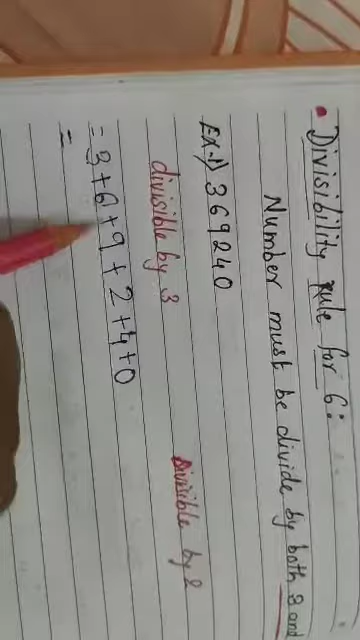 • Divisibility rule for 6:
Number must be divide by both 3 and
Ex-1) 369240
divisible by 3 Divisible by 2
= 3+6+9+2+4+0
=